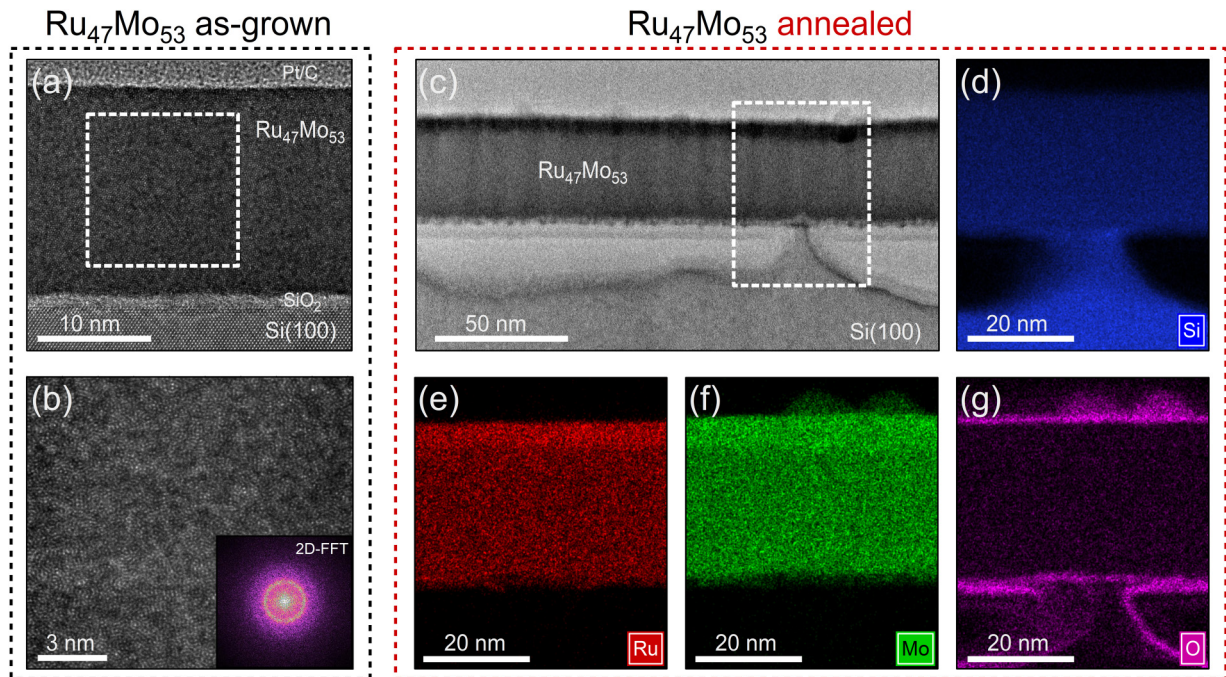 Ru₄₇Mo₅₃ as-grown
Ru₄₇Mo₅₃ annealed
(a)
Pt/C
Ru₄₇Mo₅₃
SiO₂
10 nm
Si(100)
(b)
2D-FFT
3 nm
(c)
Ru₄₇Mo₅₃
50 nm
Si(100)
(d)
20 nm
Si
(e)
20 nm
Ru
(f)
20 nm
Mo
(g)
20 nm
O